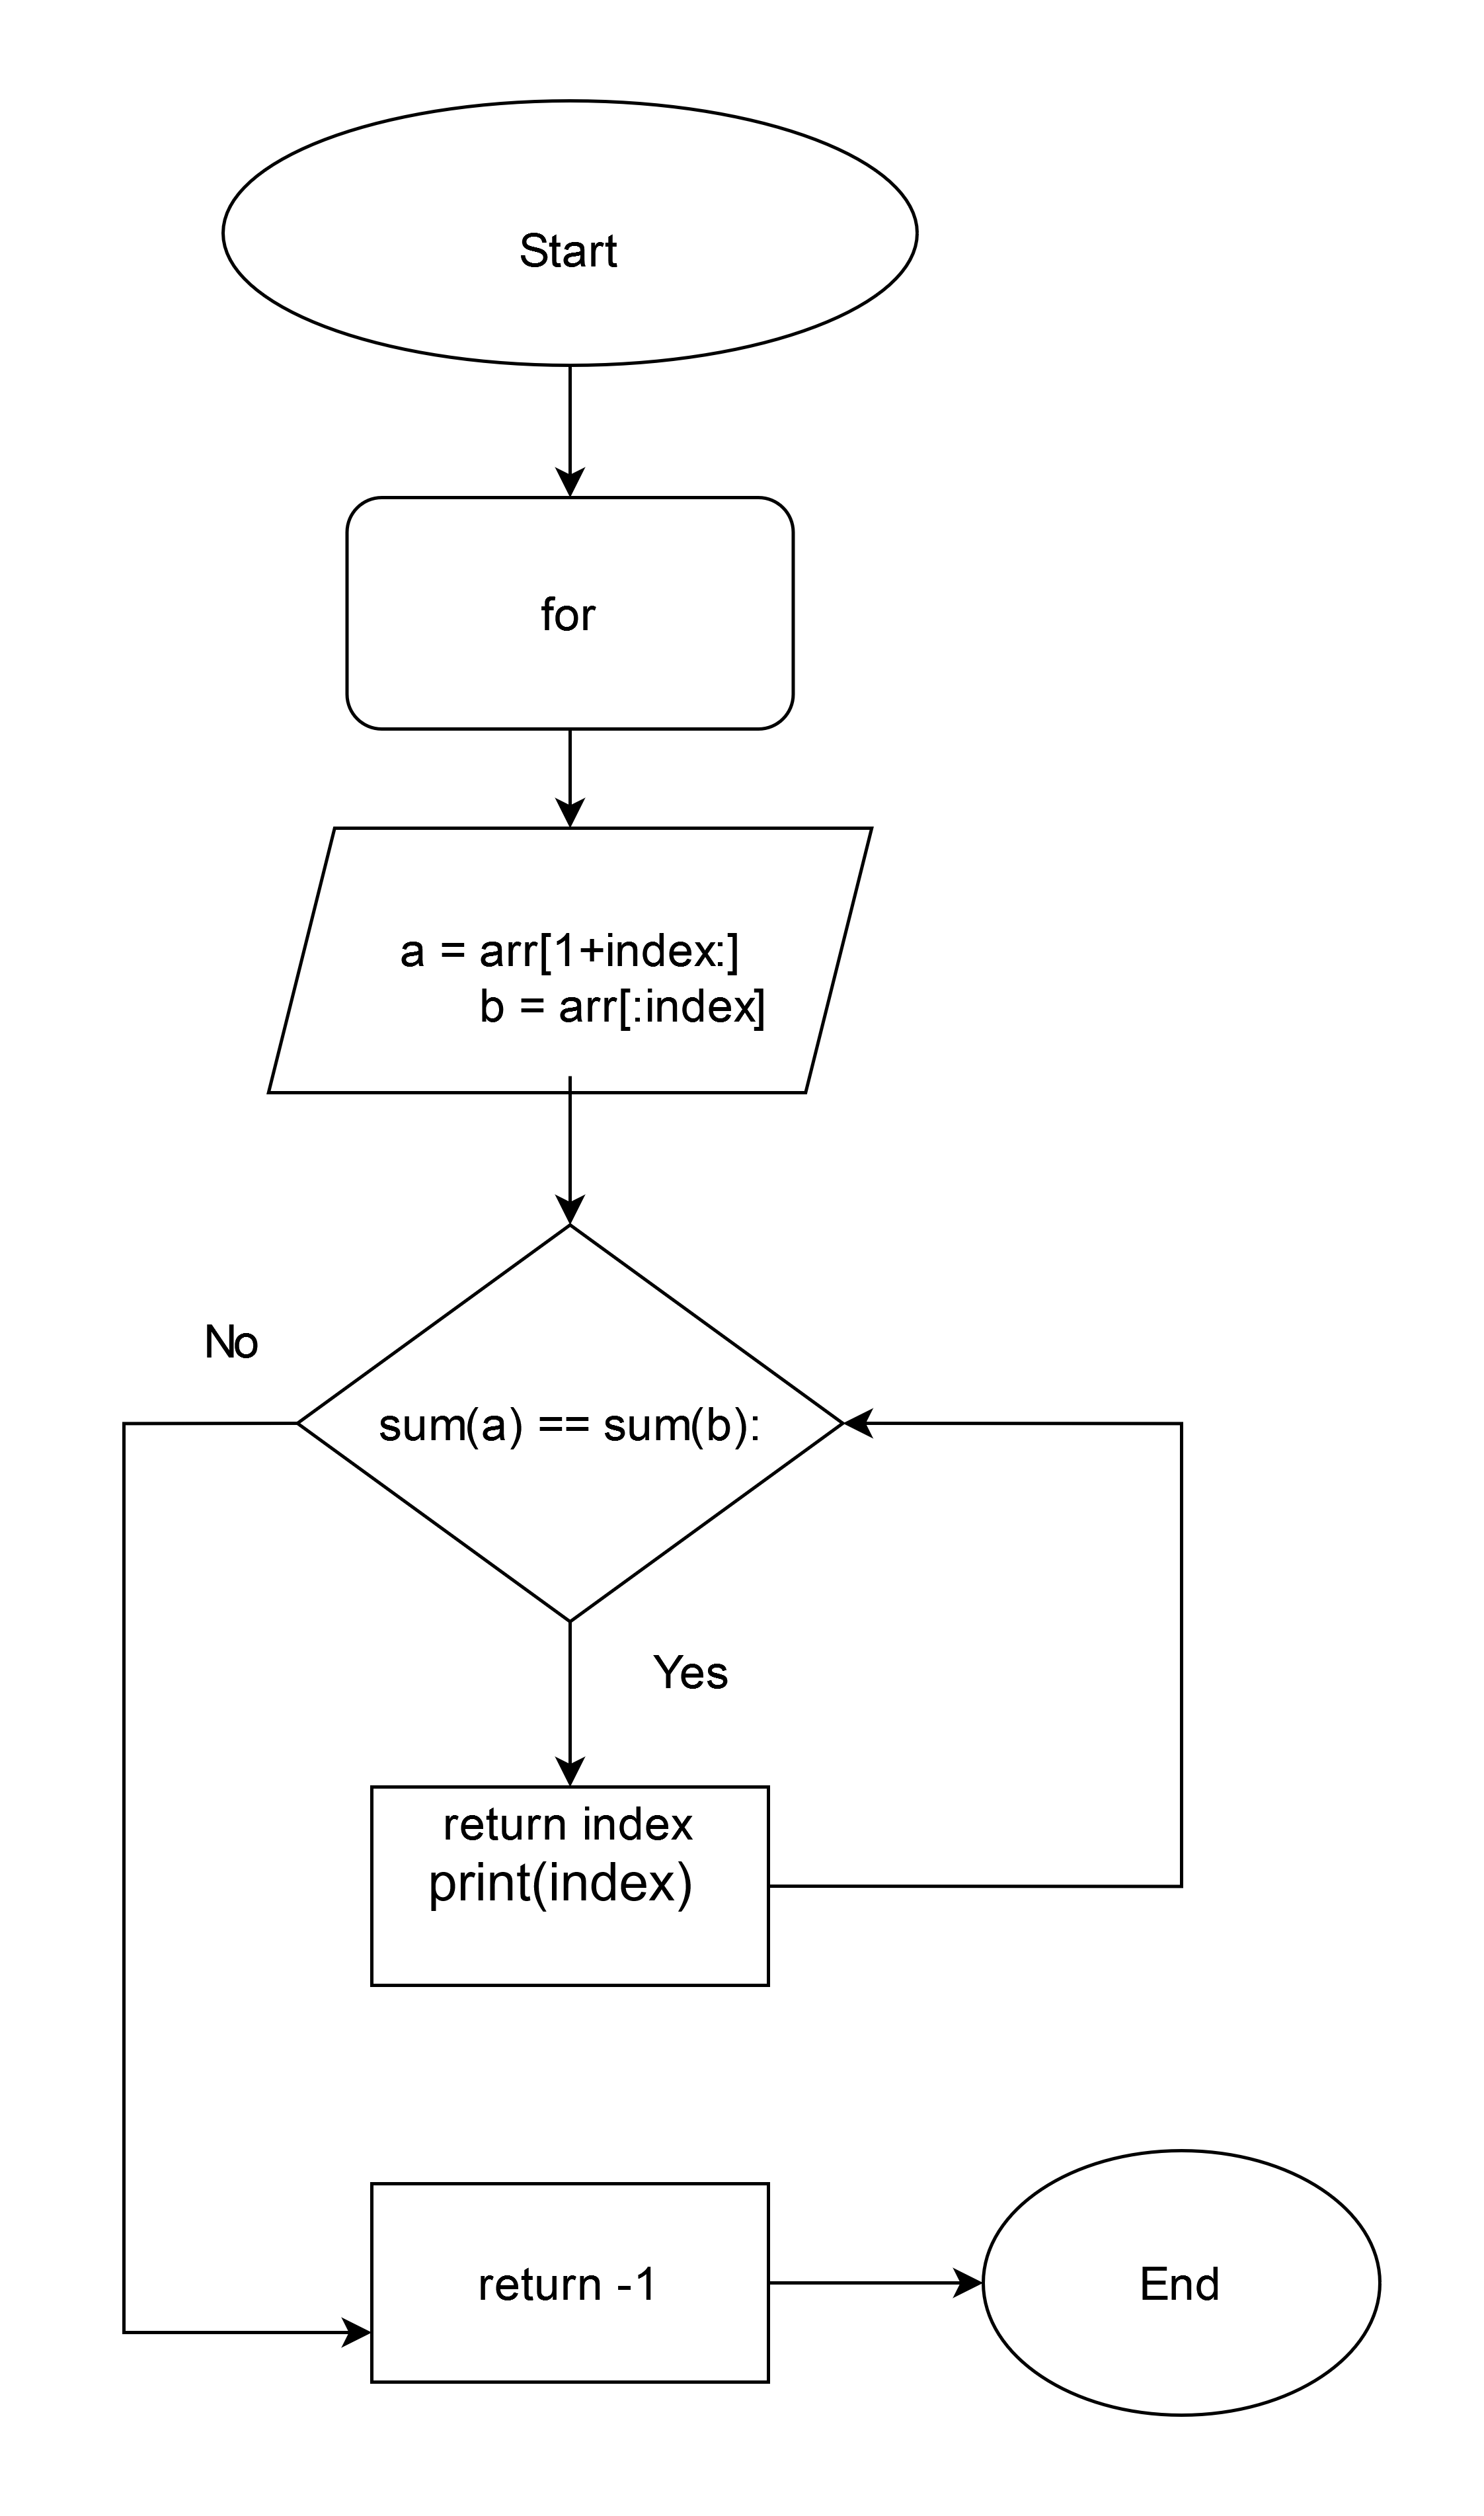 Start
for
a = arr[1+index:]
b = arr[:index]
No
sum(a) == sum(b):
Yes
return index
print(index)
return -1
End